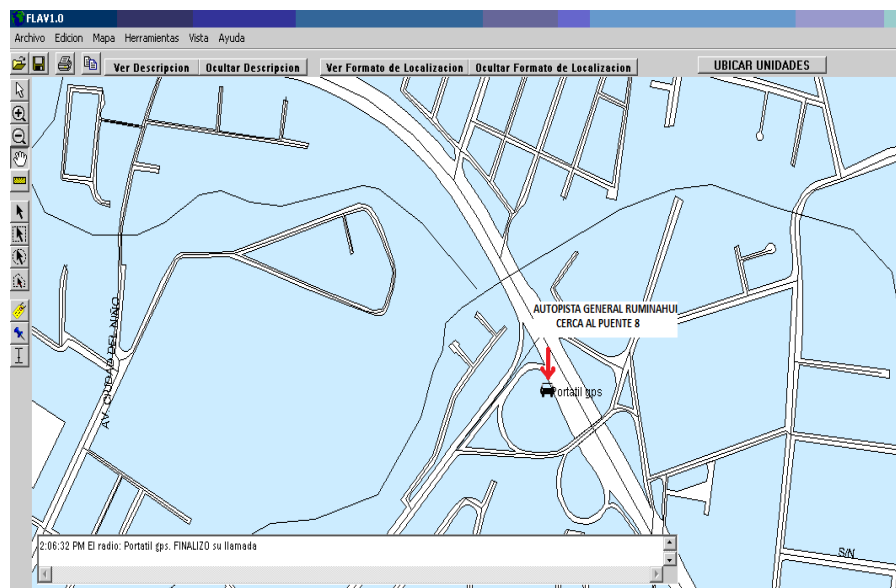 FLAV1.0
Archivo Edicion Mapa Herramientas Vista Ayuda
Ver Descripcion Ocultar Descripcion Ver Formato de Localizacion Ocultar Formato de Localizacion UBICAR UNIDADES
AUTOPISTA GENERAL RUMINAHUI
CERCA AL PUENTE 8
Portatil gps
AV. CIUDAD DEL NIÑO
2:06:32 PM El radio: Portatil gps. FINALIZO su llamada
S/N